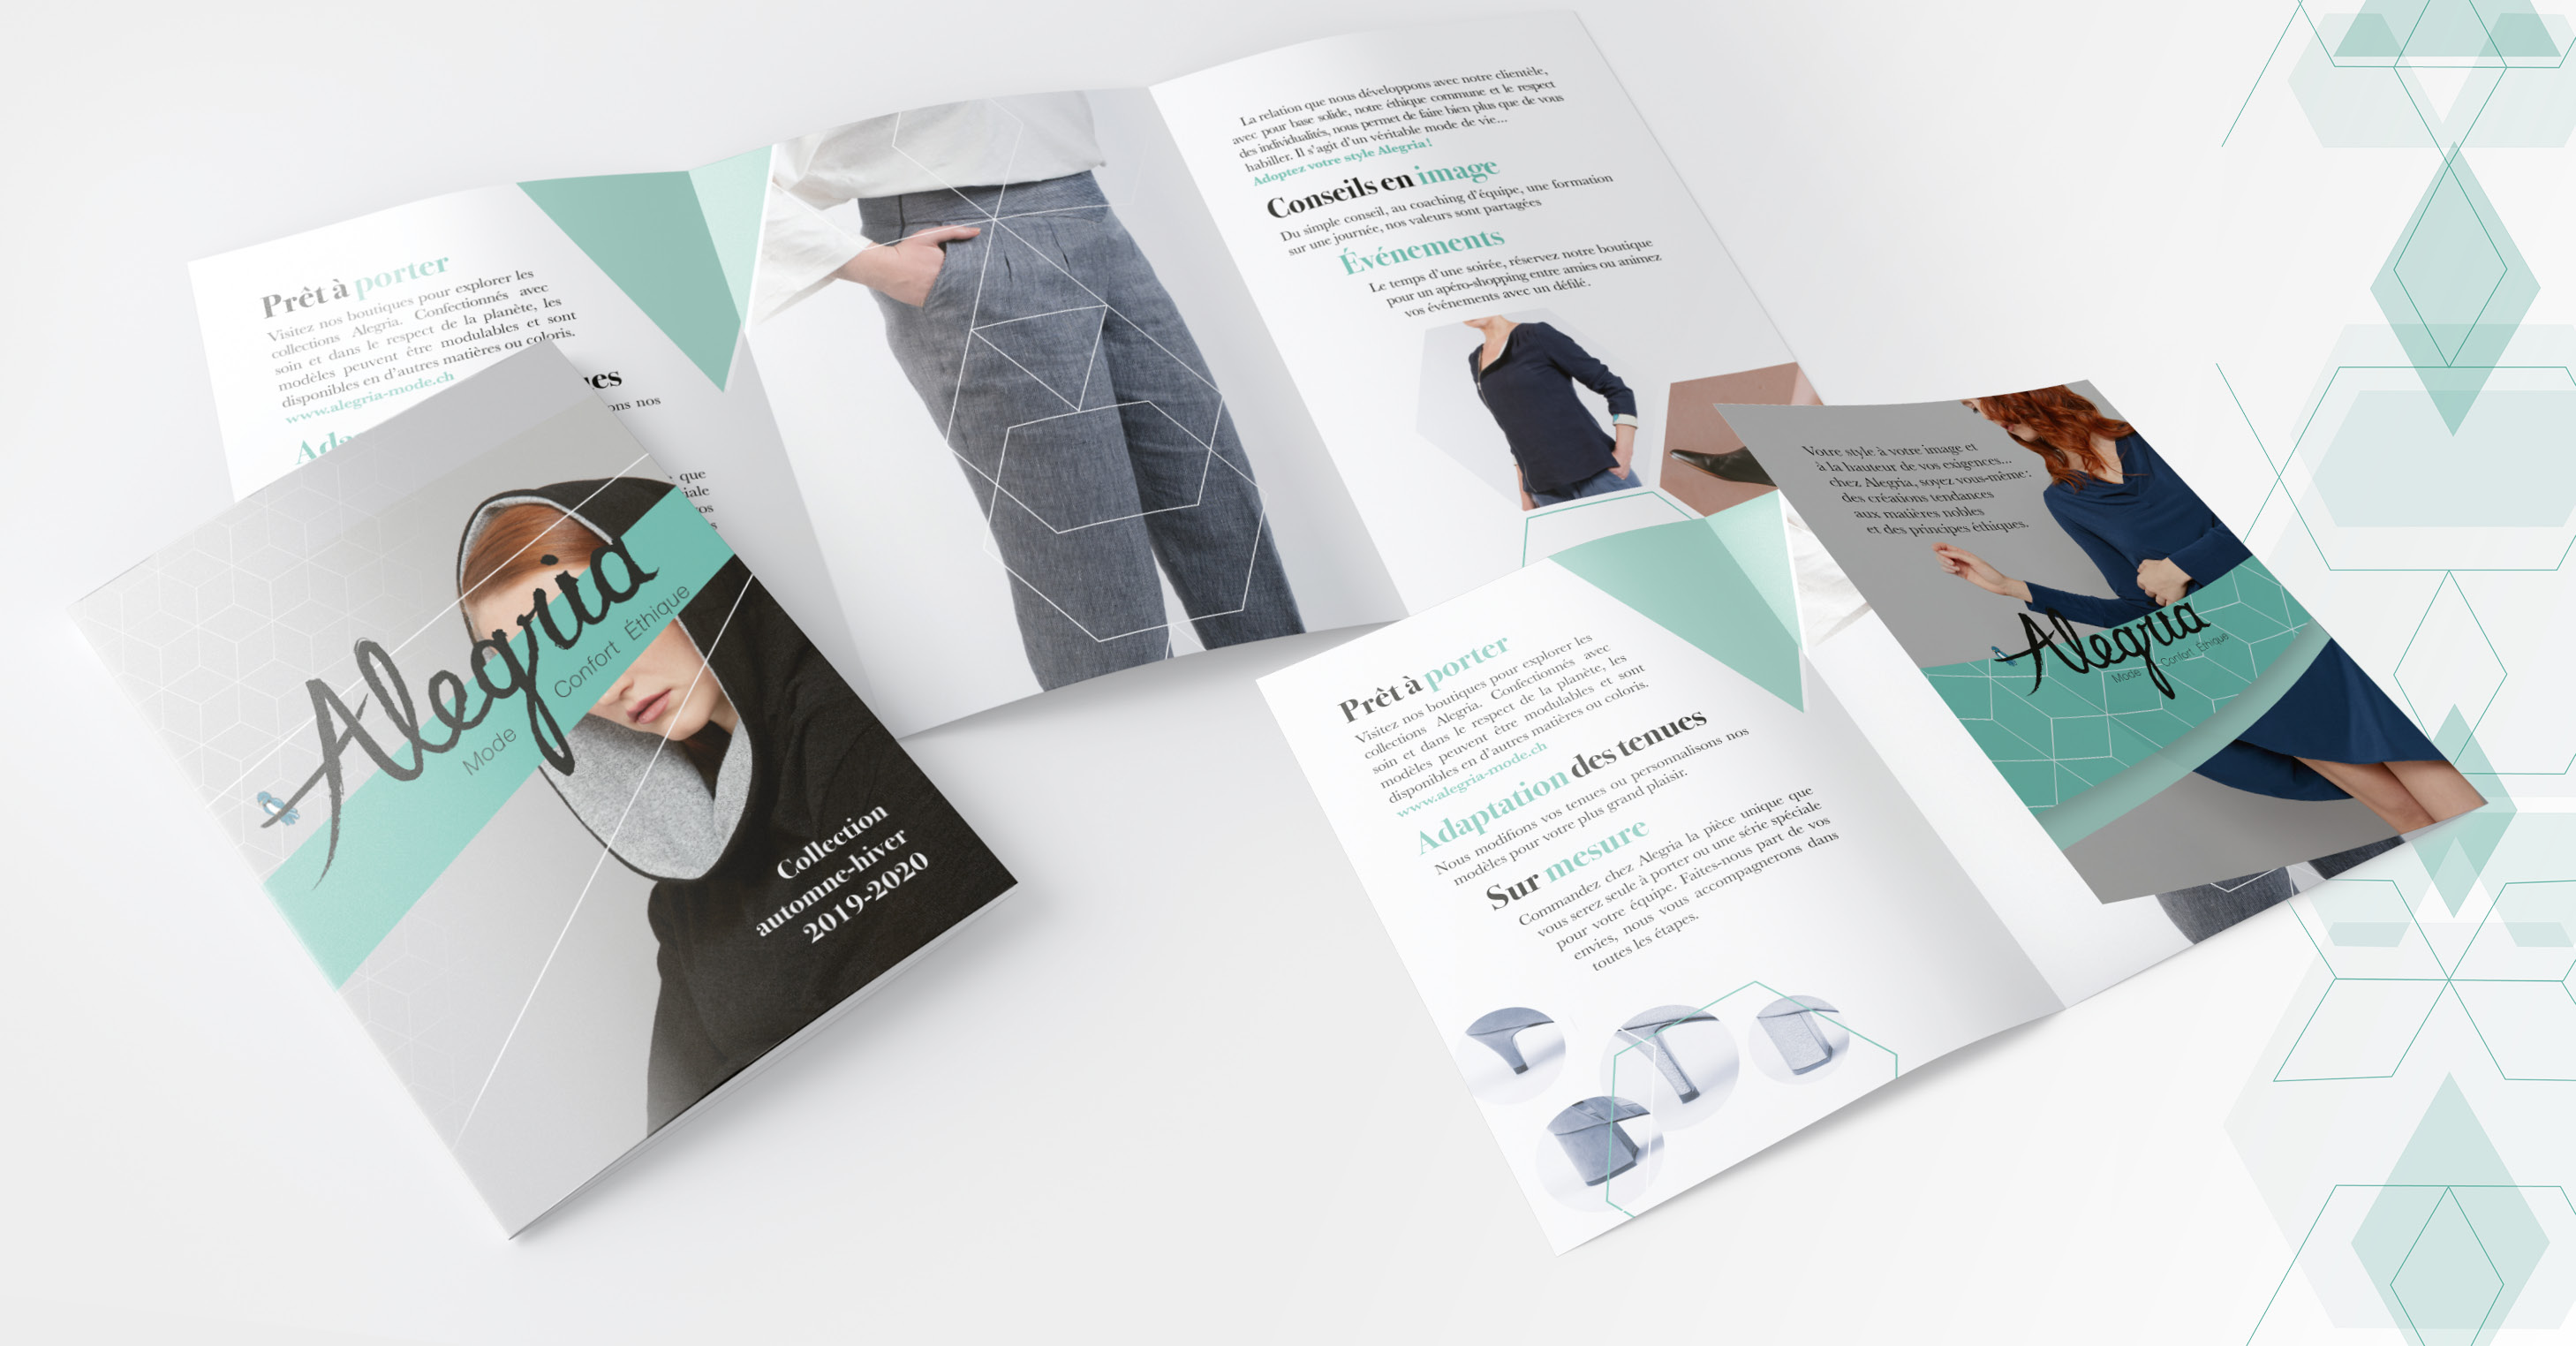 Prêt à porter
Visitez nos boutiques pour explorer les
collections Alegria. Confectionnés avec
soin et dans le respect de la planète, les
modèles peuvent être modulables et sont
disponibles en d'autres matières ou coloris.
www.alegria-mode.ch
Ada
es
ons nos
que
iale
os
s
La relation que nous développons avec notre clientèle,
avec pour base solide, notre éthique commune et le respect
des individualités, nous permet de faire bien plus que de vous
habiller. Il s'agit d'un véritable mode de vie...
Adoptez votre style Alegria !
Conseils en image
Du simple conseil, au coaching d'équipe, une formation
sur une journée, nos valeurs sont partagées
Événements
Le temps d'une soirée, réservez notre boutique
pour un apéro-shopping entre amies ou animez
vos événements avec un défilé.
Alegria
Mode Confort Éthique
Collection
automne-hiver
2019-2020
Votre style à votre image et
à la hauteur de vos exigences...
chez Alegria, soyez vous-même :
des créations tendances
aux matières nobles
et des principes éthiques.
Alegria
Mode Confort Éthique
Prêt à porter
Visitez nos boutiques pour explorer les
collections Alegria. Confectionnés avec
soin et dans le respect de la planète, les
modèles peuvent être modulables et sont
disponibles en d'autres matières ou coloris.
www.alegria-mode.ch
Adaptation des tenues
Nous modifions vos tenues ou personnalisons nos
modèles pour votre plus grand plaisir.
Sur mesure
Commandez chez Alegria la pièce unique que
vous serez seule à porter ou une série spéciale
pour votre équipe. Faites-nous part de vos
envies, nous vous accompagnerons dans
toutes les étapes.